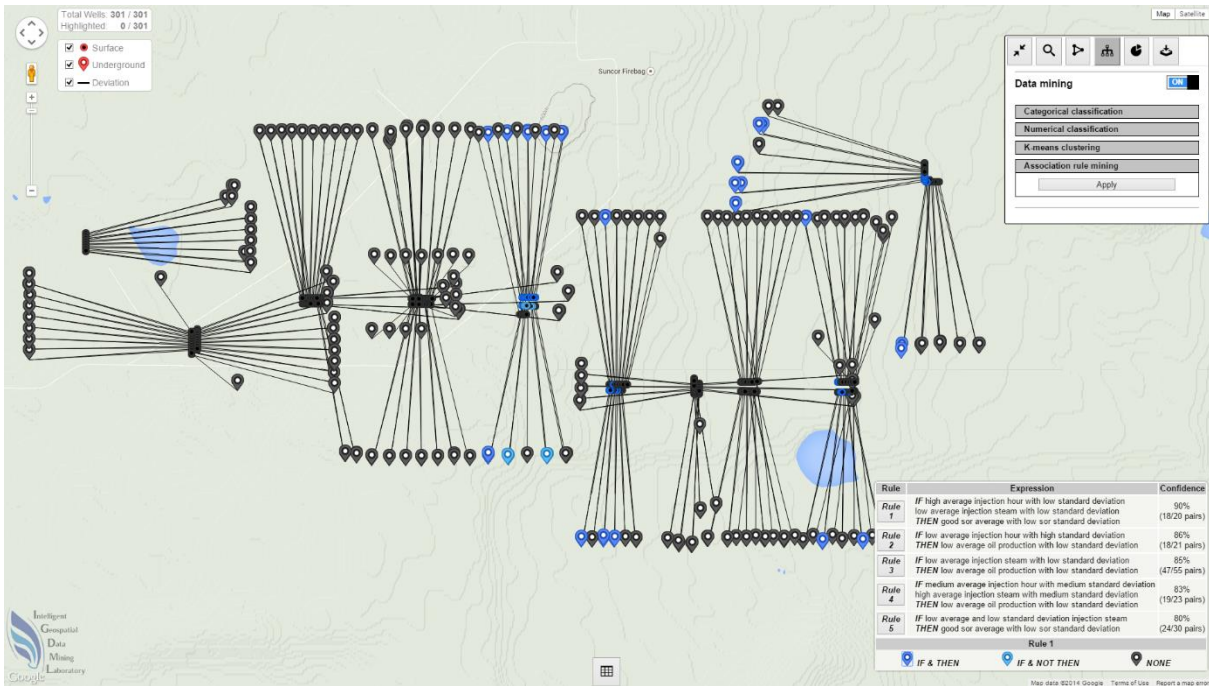 Total Wells: 301 / 301
Highlighted: 0 / 301
Surface
Underground
Deviation
Map Satellite
Suncor Firebag
Data mining ON
Categorical classification
Numerical classification
K-means clustering
Association rule mining
Apply
Rule Expression Confidence
Rule 1 IF high average injection hour with low standard deviation
low average injection steam with low standard deviation
THEN good sor average with low sor standard deviation
90%
(18/20 pairs)
Rule 2 IF low average injection hour with high standard deviation
THEN low average oil production with low standard deviation
86%
(18/21 pairs)
Rule 3 IF low average injection steam with low standard deviation
THEN low average oil production with low standard deviation
85%
(47/55 pairs)
Rule 4 IF medium average injection hour with medium standard deviation
high average injection steam with medium standard deviation
THEN low average oil production with low standard deviation
83%
(19/23 pairs)
Rule 5 IF low average and low standard deviation injection steam
THEN good sor average with low sor standard deviation
80%
(24/30 pairs)
Rule 1
IF & THEN IF & NOT THEN NONE
Intelligent
Geospatial
Data
Mining
Laboratory
Google
Map data ©2014 Google Terms of Use Report a map error